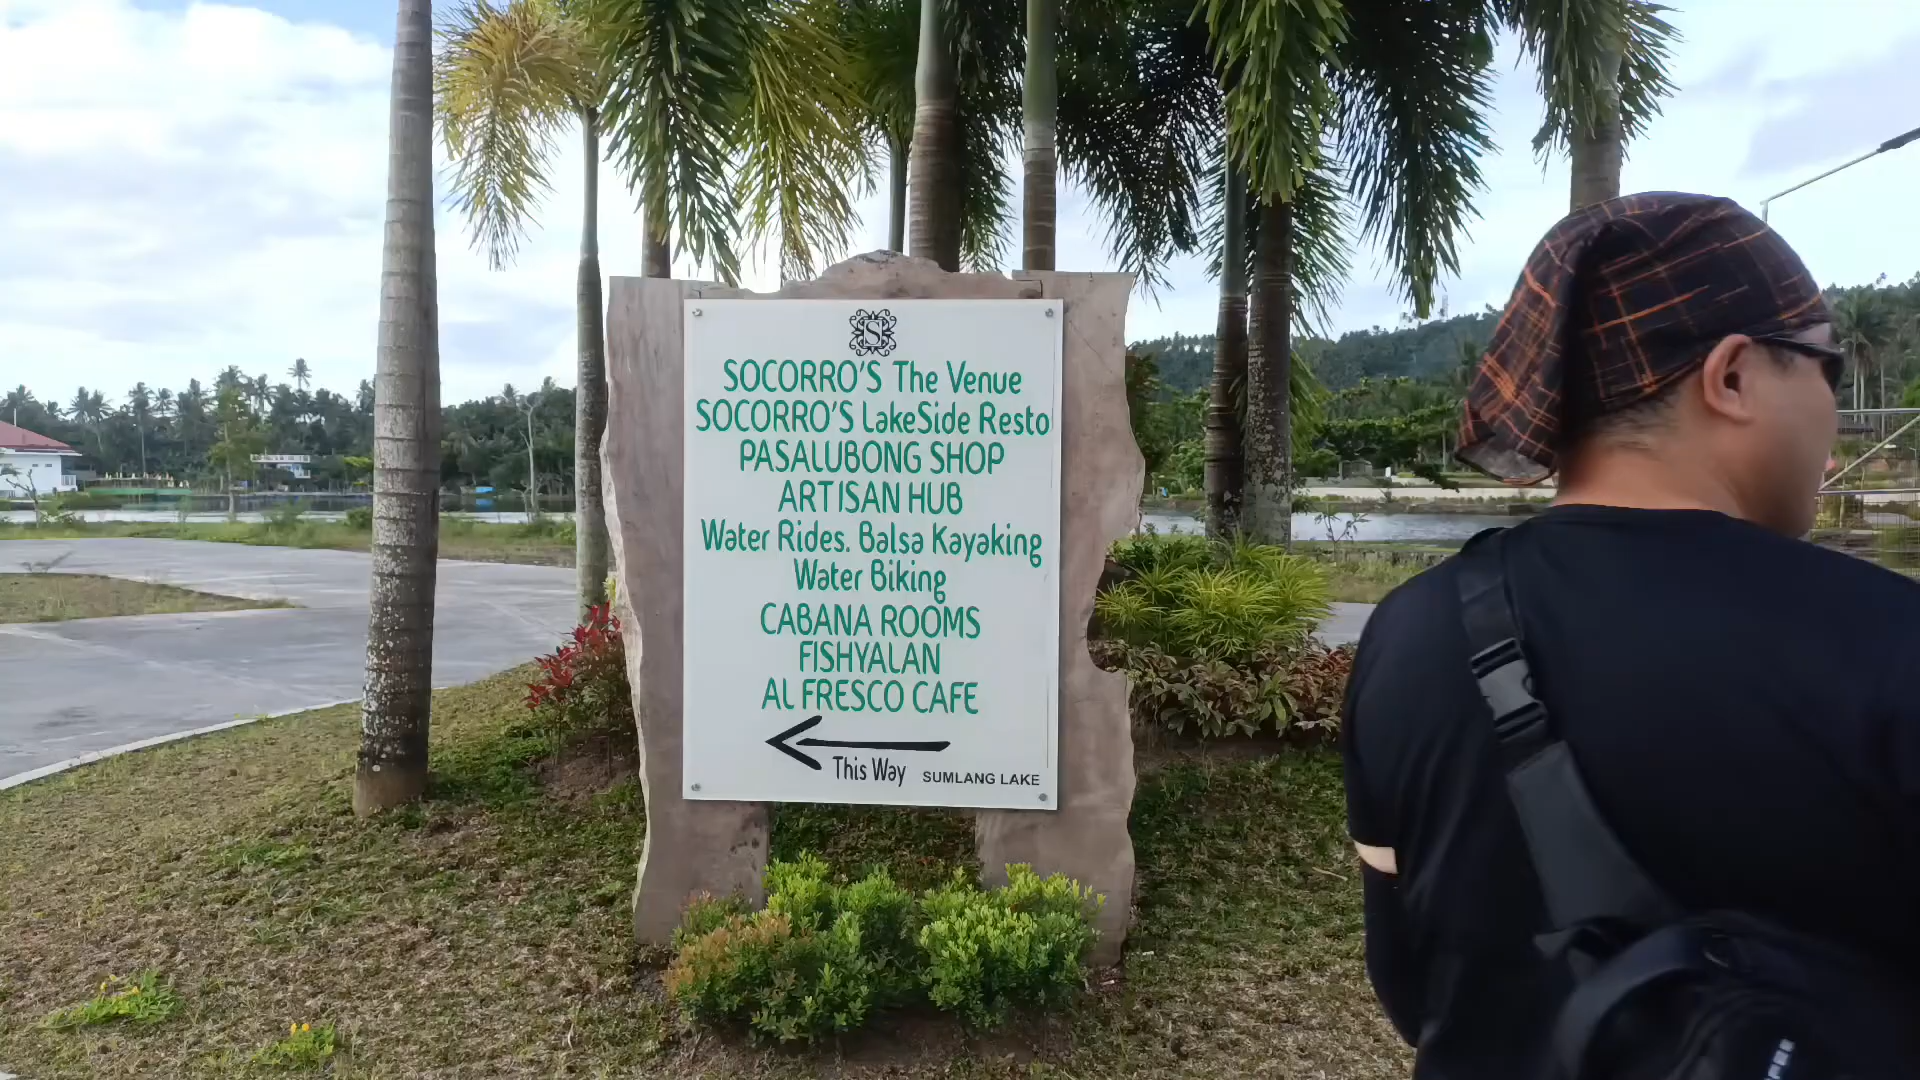 S
SOCORRO'S The Venue
SOCORRO'S LakeSide Resto
PASALUBONG SHOP
ARTISAN HUB
Water Rides. Balsa Kayaking
Water Biking
CABANA ROOMS
FISHYALAN
AL FRESCO CAFE
This Way SUMLANG LAKE